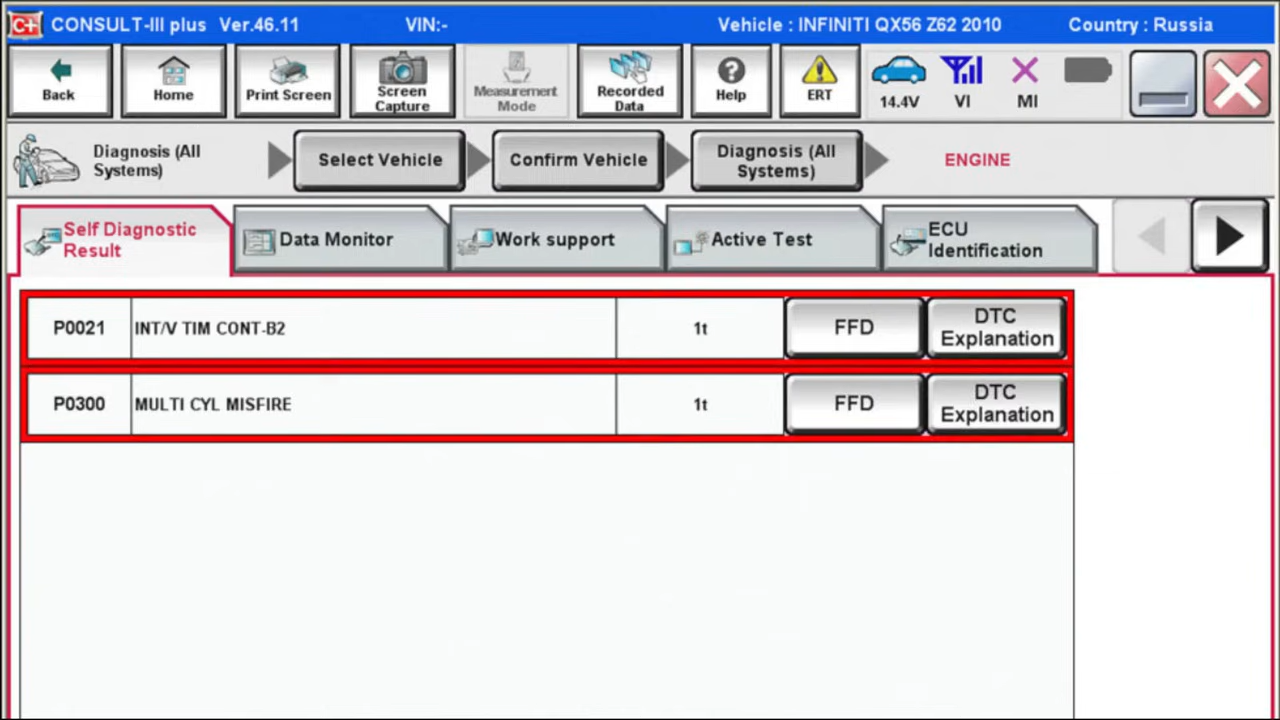 C+ CONSULT-III plus Ver.46.11 VIN:- Vehicle : INFINITI QX56 Z62 2010 Country : Russia
Back
Home
Print Screen
Screen
Capture
Measurement
Mode
Recorded
Data
Help
ERT
14.4V
VI
MI
Diagnosis (All
Systems)
Select Vehicle
Confirm Vehicle
Diagnosis (All
Systems)
ENGINE
Self Diagnostic
Result
Data Monitor
Work support
Active Test
ECU
Identification
P0021 INT/V TIM CONT-B2 1t FFD
DTC
Explanation
P0300 MULTI CYL MISFIRE 1t FFD
DTC
Explanation